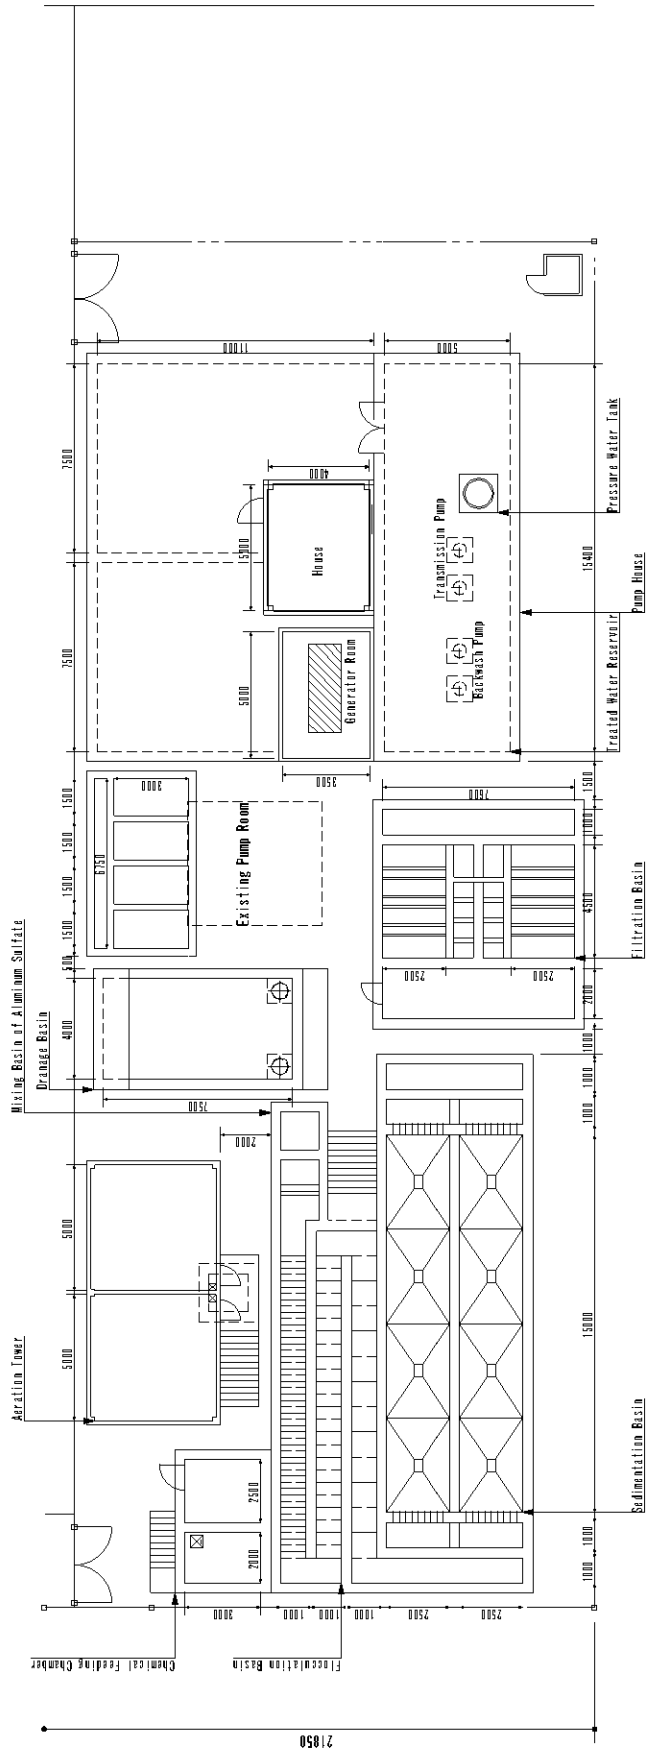 11000
5000
7500
4000
5000
House
Transmission Pump
Pressure Water Tank
15400
Pump House
7500
5000
Generator Room
Backwash Pump
Treated Water Reservoir
3500
1500
1500
1500
1500
500
3000
6750
Existing Pump Room
7600
1500
1000
4500
2000
1000
2500
2500
Filtration Basin
Mixing Basin of Aluminum Sulfate
Dranage Basin
4000
7500
2000
1000
1000
5000
5000
Aeration Tower
15000
Sedimentation Basin
2500
2000
1000
1000
3000
1000
1000
1000
2500
2500
Chemical Feeding Chamber
Flocculation Basin
21850